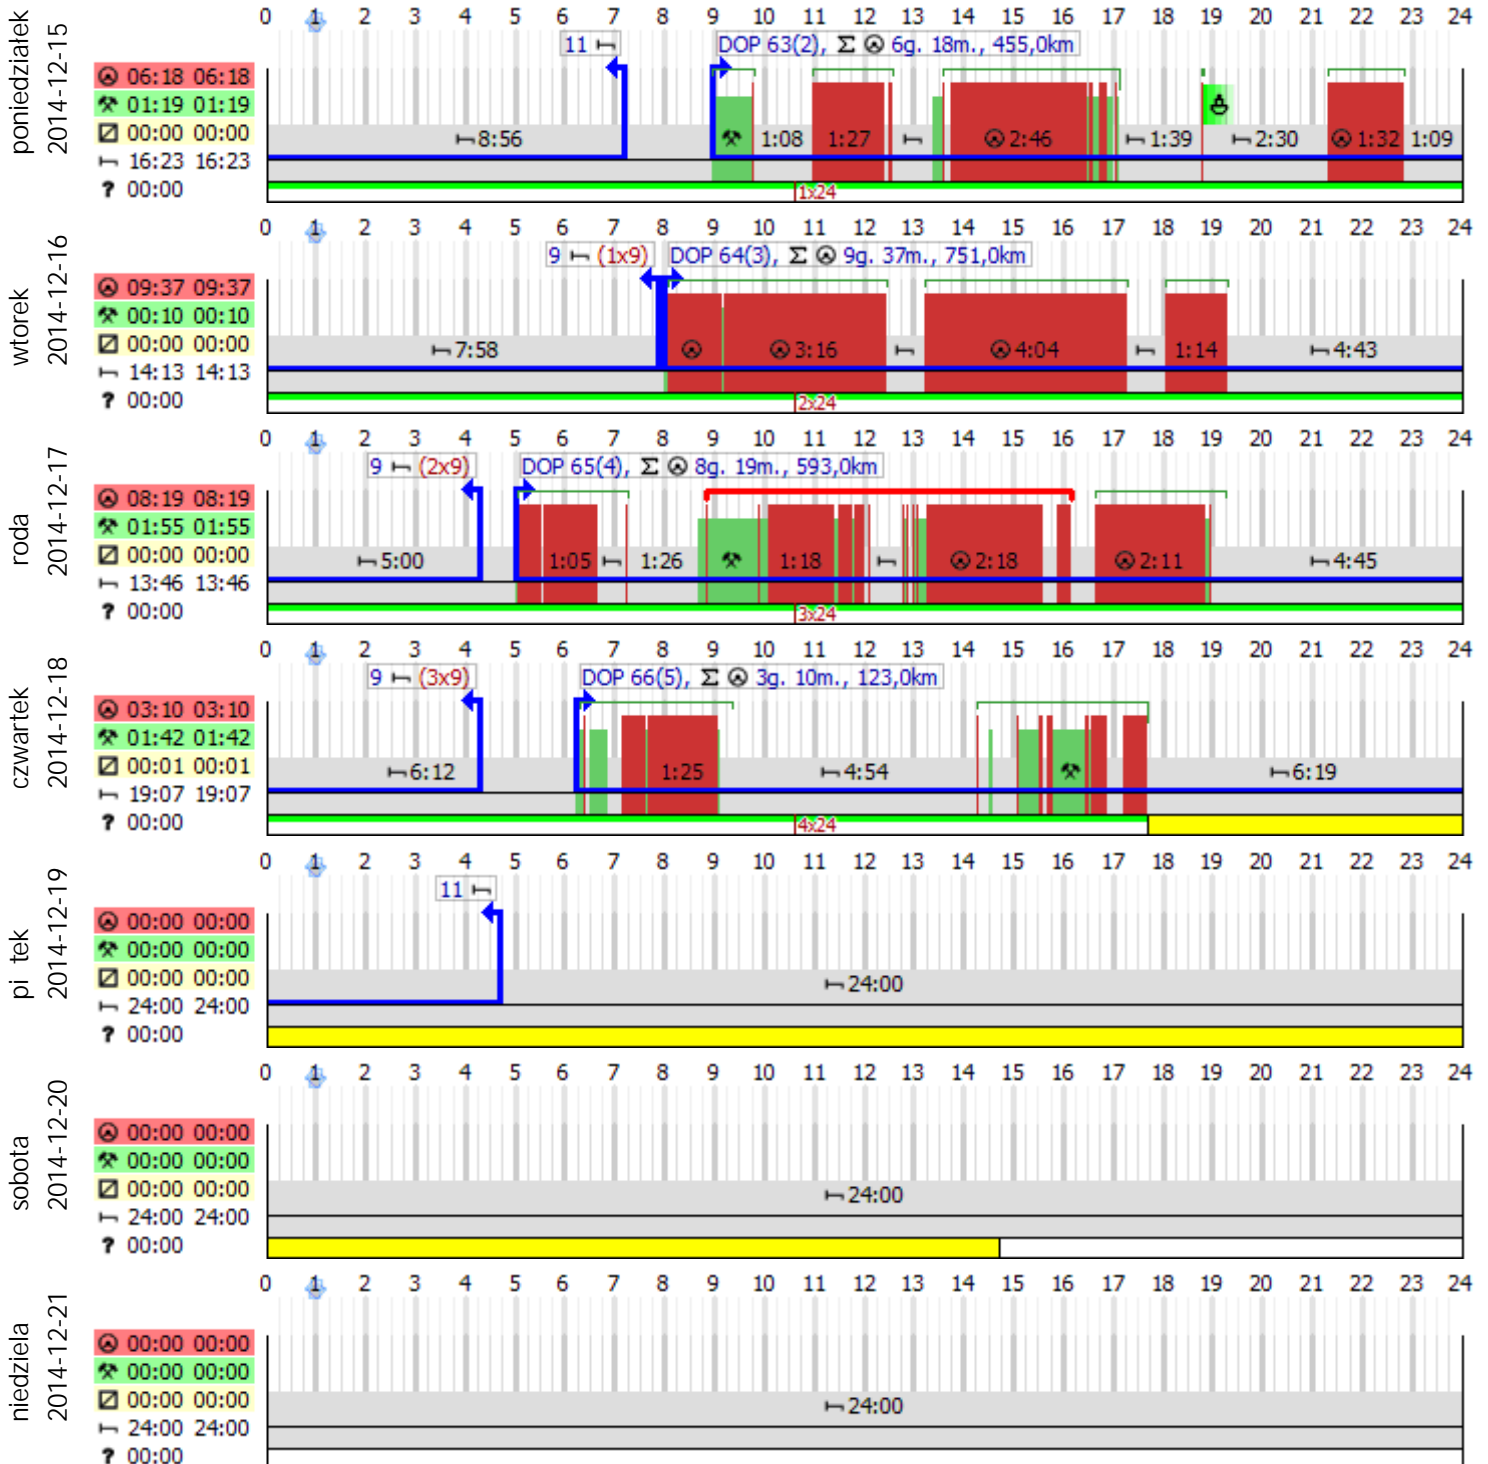 poniedziałek
2014-12-15
0 1 2 3 4 5 6 7 8 9 10 11 12 13 14 15 16 17 18 19 20 21 22 23 24
11 DOP 63(2), Σ 6g. 18m., 455,0km
06:18 06:18
01:19 01:19
00:00 00:00
16:23 16:23
? 00:00
8:56 1:08 1:27 2:46 1:39 2:30 1:32 1:09
1x24
wtorek
2014-12-16
0 1 2 3 4 5 6 7 8 9 10 11 12 13 14 15 16 17 18 19 20 21 22 23 24
9 (1x9) DOP 64(3), Σ 9g. 37m., 751,0km
09:37 09:37
00:10 00:10
00:00 00:00
14:13 14:13
? 00:00
7:58 3:16 4:04 1:14 4:43
2x24
roda
2014-12-17
0 1 2 3 4 5 6 7 8 9 10 11 12 13 14 15 16 17 18 19 20 21 22 23 24
9 (2x9) DOP 65(4), Σ 8g. 19m., 593,0km
08:19 08:19
01:55 01:55
00:00 00:00
13:46 13:46
? 00:00
5:00 1:05 1:26 1:18 2:18 2:11 4:45
3x24
czwartek
2014-12-18
0 1 2 3 4 5 6 7 8 9 10 11 12 13 14 15 16 17 18 19 20 21 22 23 24
9 (3x9) DOP 66(5), Σ 3g. 10m., 123,0km
03:10 03:10
01:42 01:42
00:01 00:01
19:07 19:07
? 00:00
6:12 1:25 4:54 6:19
4x24
pi tek
2014-12-19
0 1 2 3 4 5 6 7 8 9 10 11 12 13 14 15 16 17 18 19 20 21 22 23 24
11
00:00 00:00
00:00 00:00
00:00 00:00
24:00 24:00
? 00:00
24:00
sobota
2014-12-20
0 1 2 3 4 5 6 7 8 9 10 11 12 13 14 15 16 17 18 19 20 21 22 23 24
00:00 00:00
00:00 00:00
00:00 00:00
24:00 24:00
? 00:00
24:00
niedziela
2014-12-21
0 1 2 3 4 5 6 7 8 9 10 11 12 13 14 15 16 17 18 19 20 21 22 23 24
00:00 00:00
00:00 00:00
00:00 00:00
24:00 24:00
? 00:00
24:00